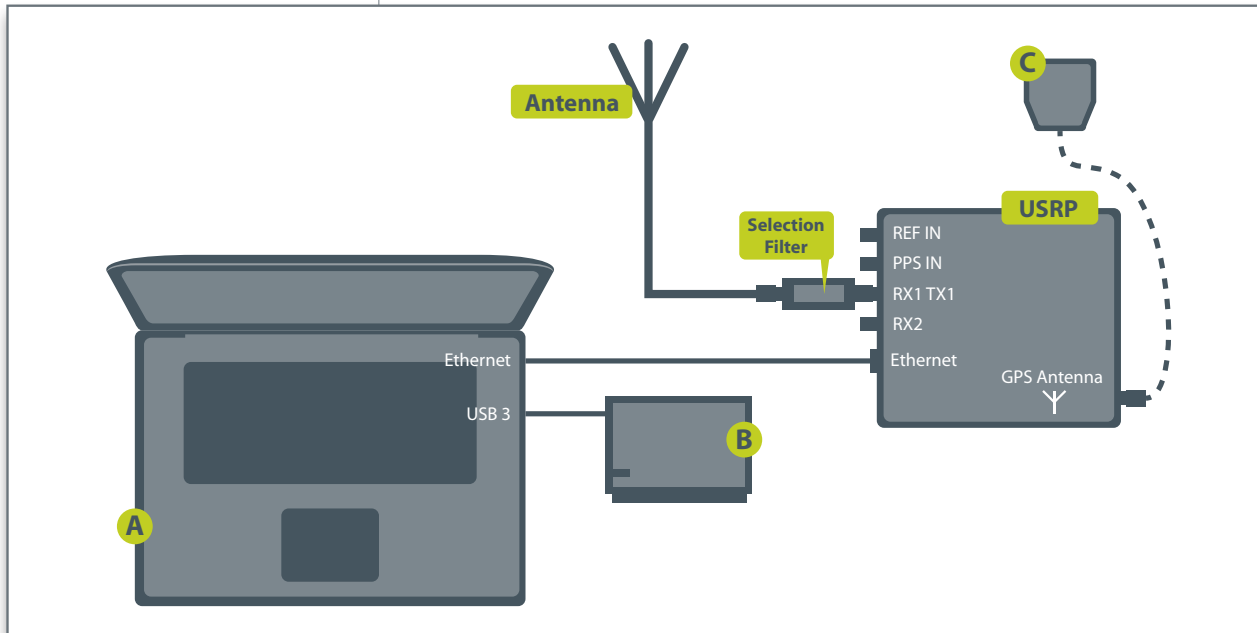 C
Antenna
USRP
Selection
Filter
REF IN
PPS IN
RX1 TX1
RX2
Ethernet
Ethernet
GPS Antenna
USB 3
B
A